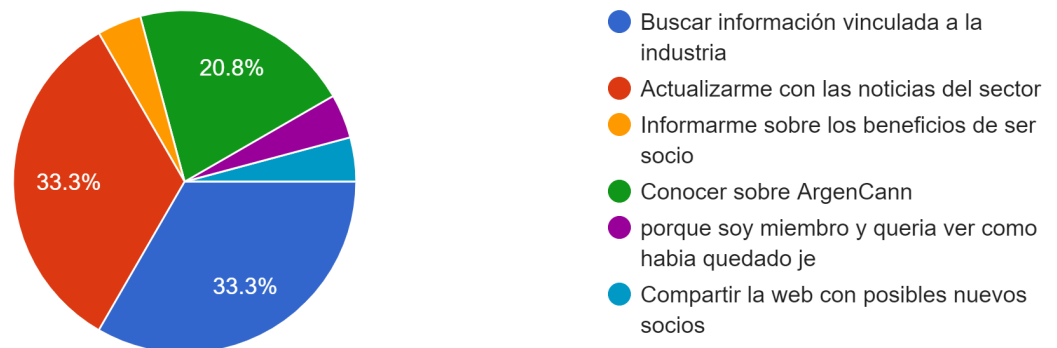 20.8%
33.3%
33.3%
Buscar información vinculada a la
industria
Actualizarme con las noticias del sector
Informarme sobre los beneficios de ser
socio
Conocer sobre ArgenCann
porque soy miembro y queria ver como
habia quedado je
Compartir la web con posibles nuevos
socios